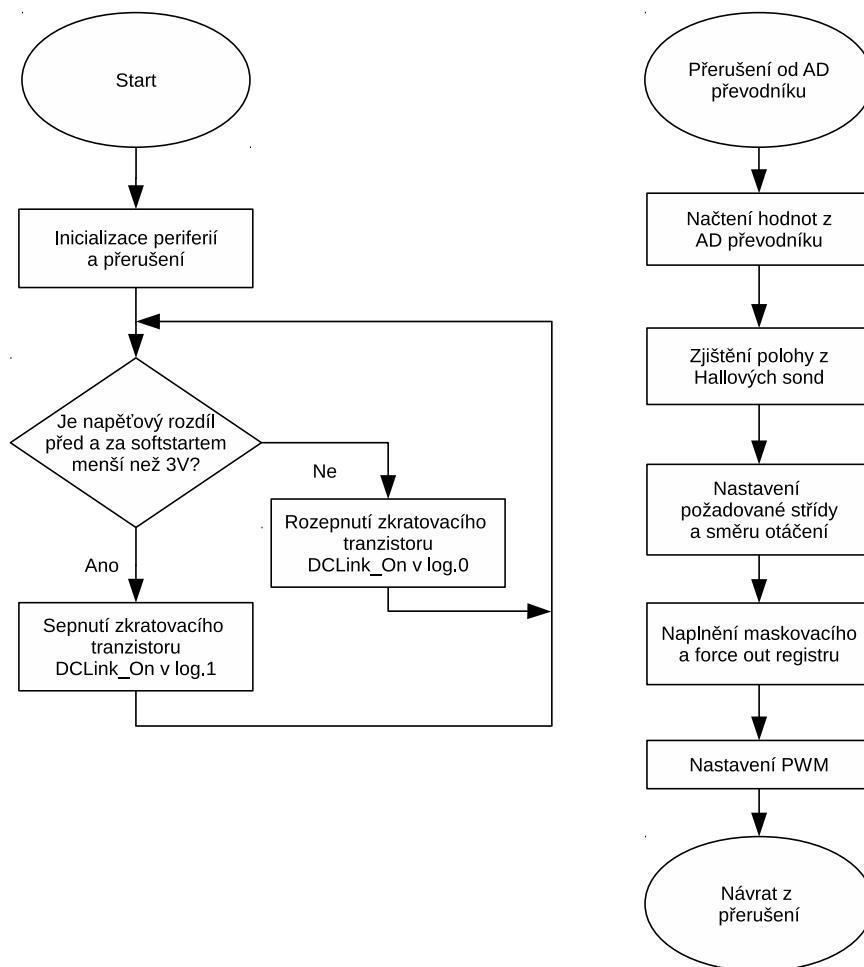 Start
Inicializace periferií
a přerušení
Je napěťový rozdíl
před a za softstartem
menší než 3V?
Ne
Rozepnutí zkratovacího
tranzistoru
DCLink_On v log.0
Ano
Sepnutí zkratovacího
tranzistoru
DCLink_On v log.1
Přerušení od AD
převodníku
Načtení hodnot z
AD převodníku
Zjištění polohy z
Hallových sond
Nastavení
požadované střídy
a směru otáčení
Naplnění maskovacího
a force out registru
Nastavení PWM
Návrat z
přerušení